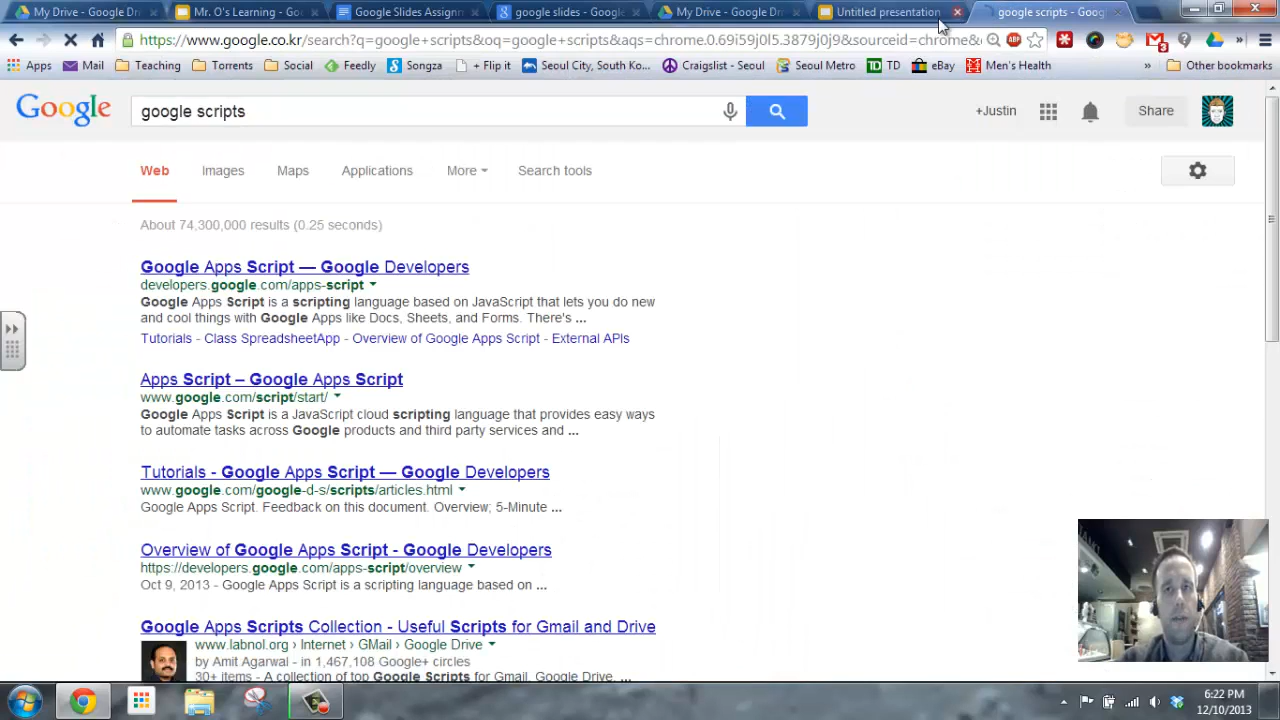 My Drive - Google Dri
Mr. O's Learning - Go
Google Slides Assignm
google slides - Google
My Drive - Google Dri
Untitled presentation
google scripts - Goog
https://www.google.co.kr/search?q=google+scripts&oq=google+scripts&aqs=chrome.0.69i59j0l5.3879j0j9&sourceid=chrome&
ABP
3
Apps
Mail
Teaching
Torrents
Social
Feedly
Songza
+ Flip it
Seoul City, South Ko...
Craigslist - Seoul
Seoul Metro
TD
eBay
Men's Health
»
Other bookmarks
Google
google scripts
+Justin
Share
Web
Images
Maps
Applications
More
Search tools
About 74,300,000 results (0.25 seconds)
Google Apps Script — Google Developers
developers.google.com/apps-script
Google Apps Script is a scripting language based on JavaScript that lets you do new
and cool things with Google Apps like Docs, Sheets, and Forms. There's ...
Tutorials - Class SpreadsheetApp - Overview of Google Apps Script - External APIs
Apps Script – Google Apps Script
www.google.com/script/start/
Google Apps Script is a JavaScript cloud scripting language that provides easy ways
to automate tasks across Google products and third party services and ...
Tutorials - Google Apps Script — Google Developers
www.google.com/google-d-s/scripts/articles.html
Google Apps Script. Feedback on this document. Overview; 5-Minute ...
Overview of Google Apps Script - Google Developers
https://developers.google.com/apps-script/overview
Oct 9, 2013 - Google Apps Script is a scripting language based on ...
Google Apps Scripts Collection - Useful Scripts for Gmail and Drive
www.labnol.org › Internet › GMail › Google Drive
by Amit Agarwal - in 1,467,108 Google+ circles
30+ items - A collection of top Google Scripts for Gmail, Google Drive, ...
6:22 PM
12/10/2013